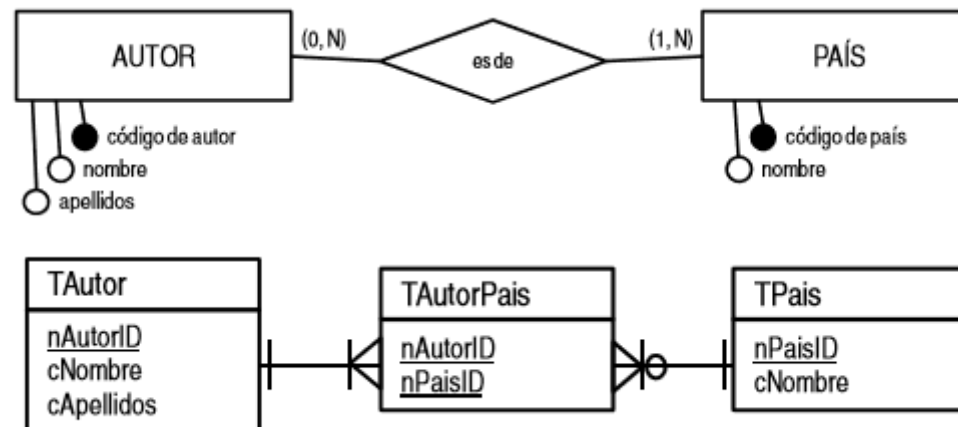 AUTOR
(0, N)
es de
(1, N)
PAÍS
código de autor
nombre
apellidos
código de país
nombre
TAutor
nAutorID
cNombre
cApellidos
TAutorPais
nAutorID
nPaisID
TPais
nPaisID
cNombre